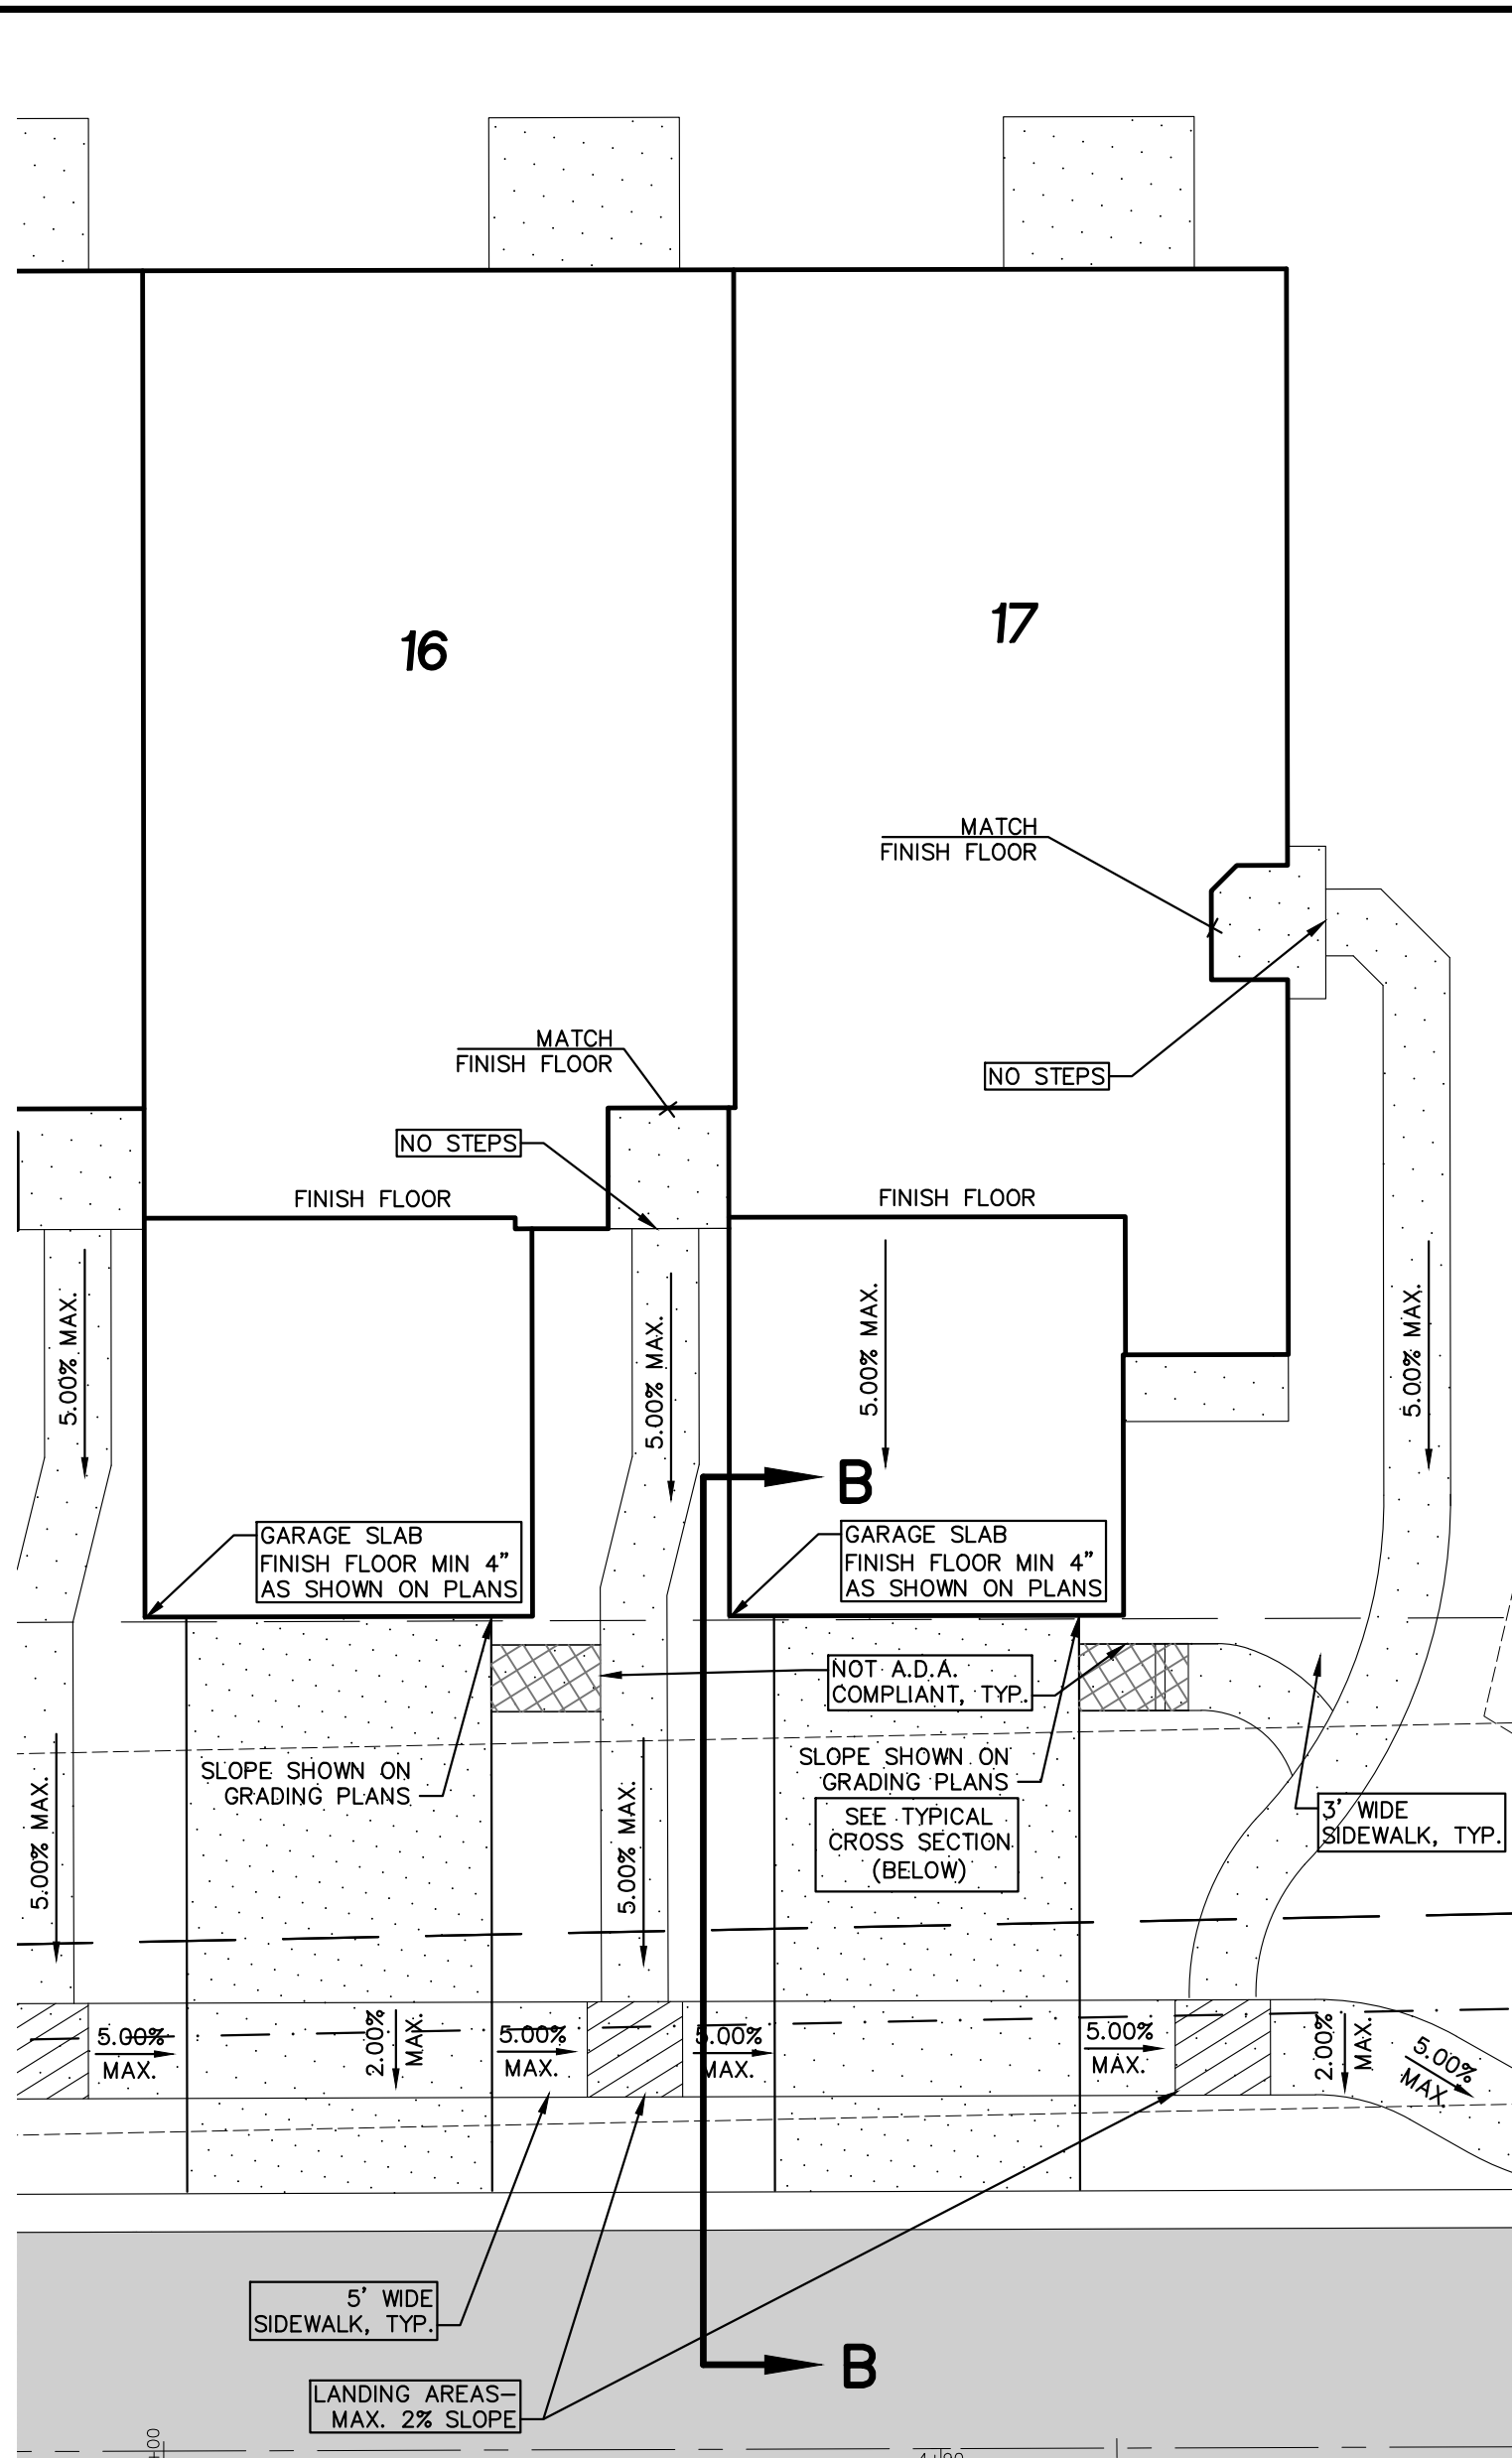 17
16
MATCH
FINISH FLOOR
MATCH
FINISH FLOOR
NO STEPS
NO STEPS
FINISH FLOOR
FINISH FLOOR
5.00% MAX.
5.00% MAX.
5.00% MAX.
5.00% MAX.
B
GARAGE SLAB
FINISH FLOOR MIN 4"
AS SHOWN ON PLANS
GARAGE SLAB
FINISH FLOOR MIN 4"
AS SHOWN ON PLANS
NOT A.D.A.
COMPLIANT, TYP.
SLOPE SHOWN ON
GRADING PLANS
SLOPE SHOWN ON
GRADING PLANS
SEE TYPICAL
CROSS SECTION
(BELOW)
3' WIDE
SIDEWALK, TYP.
5.00% MAX.
5.00% MAX.
5.00%
MAX.
2.00%
MAX.
5.00%
MAX.
5.00%
MAX.
5.00%
MAX.
2.00%
MAX.
5.00%
MAX.
5' WIDE
SIDEWALK, TYP.
B
LANDING AREAS-
MAX. 2% SLOPE